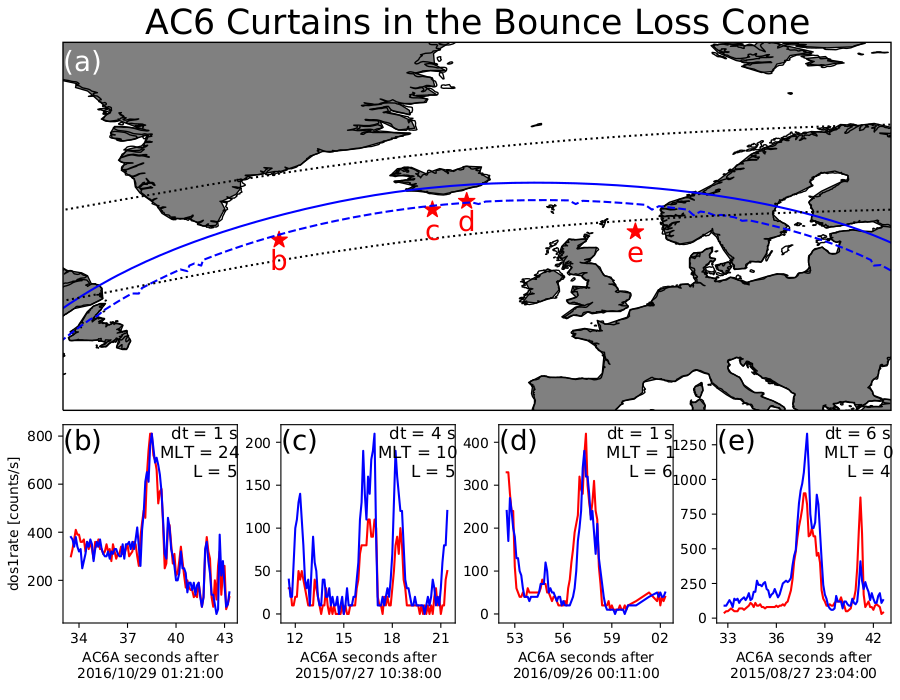 AC6 Curtains in the Bounce Loss Cone
(a)
b
c
d
e
dos1rate [counts/s]
(b)
dt = 1 s
MLT = 24
L = 5
800
600
400
200
34 37 40 43
AC6A seconds after
2016/10/29 01:21:00
(c)
dt = 4 s
MLT = 10
L = 5
200
150
100
50
0
12 15 18 21
AC6A seconds after
2015/07/27 10:38:00
(d)
dt = 1 s
MLT = 1
L = 6
400
300
200
100
0
53 56 59 02
AC6A seconds after
2016/09/26 00:11:00
(e)
dt = 6 s
MLT = 0
L = 4
1250
1000
750
500
250
0
33 36 39 42
AC6A seconds after
2015/08/27 23:04:00